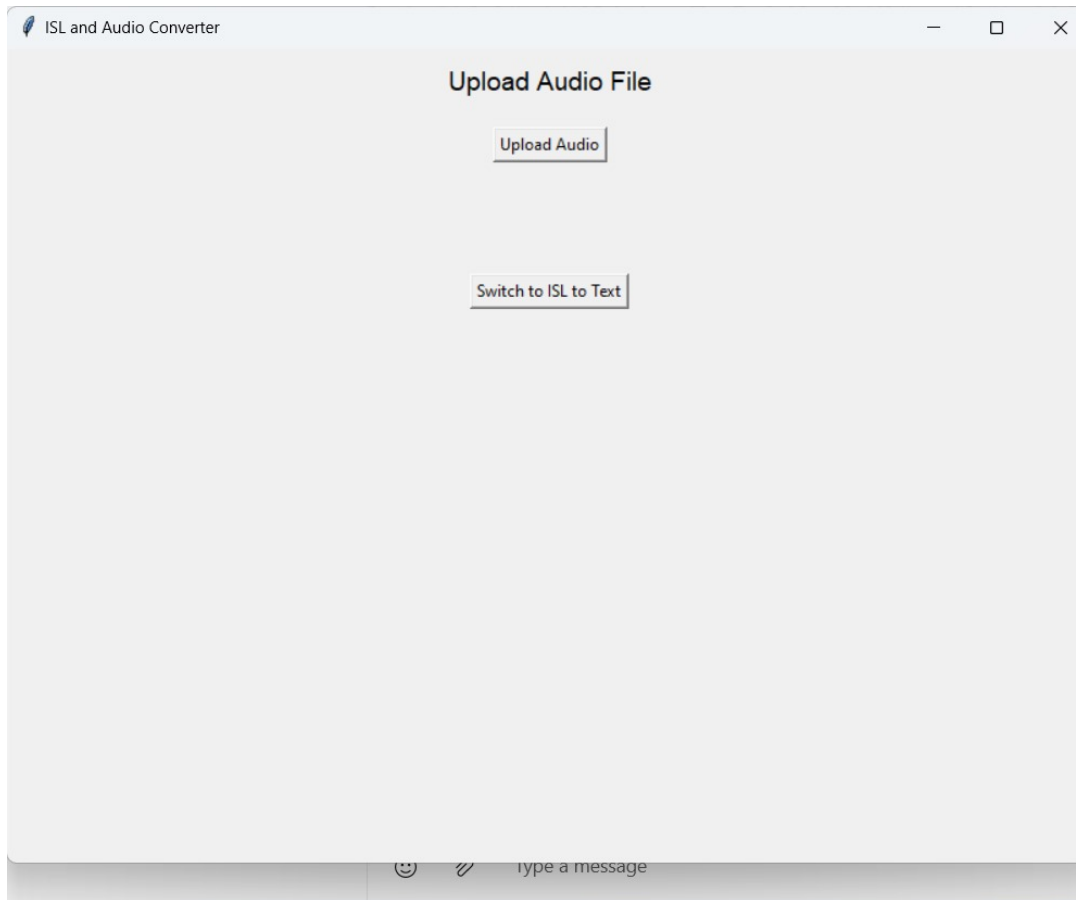 ISL and Audio Converter
Upload Audio File
Upload Audio
Switch to ISL to Text
Type a message